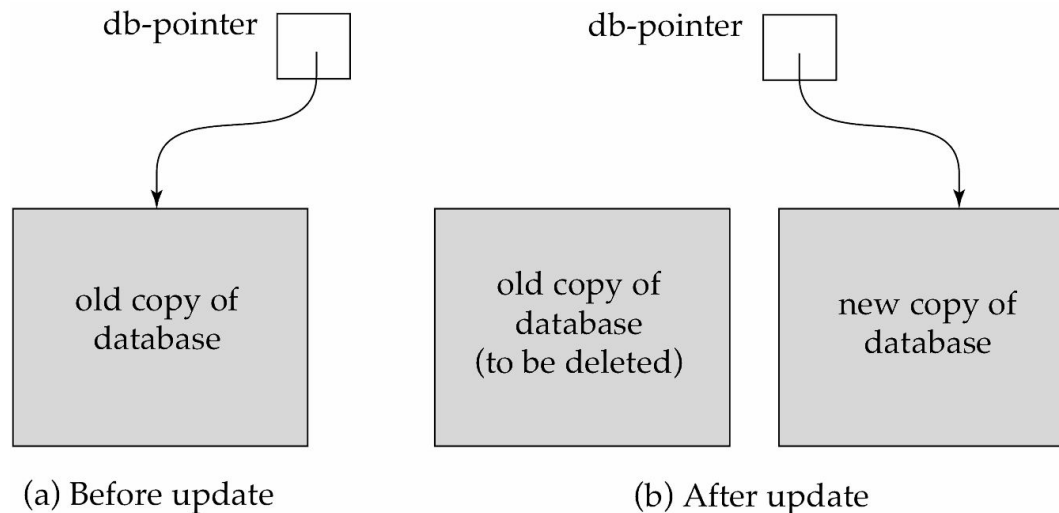 db-pointer
db-pointer
old copy of
database
old copy of
database
(to be deleted)
new copy of
database
(a) Before update
(b) After update